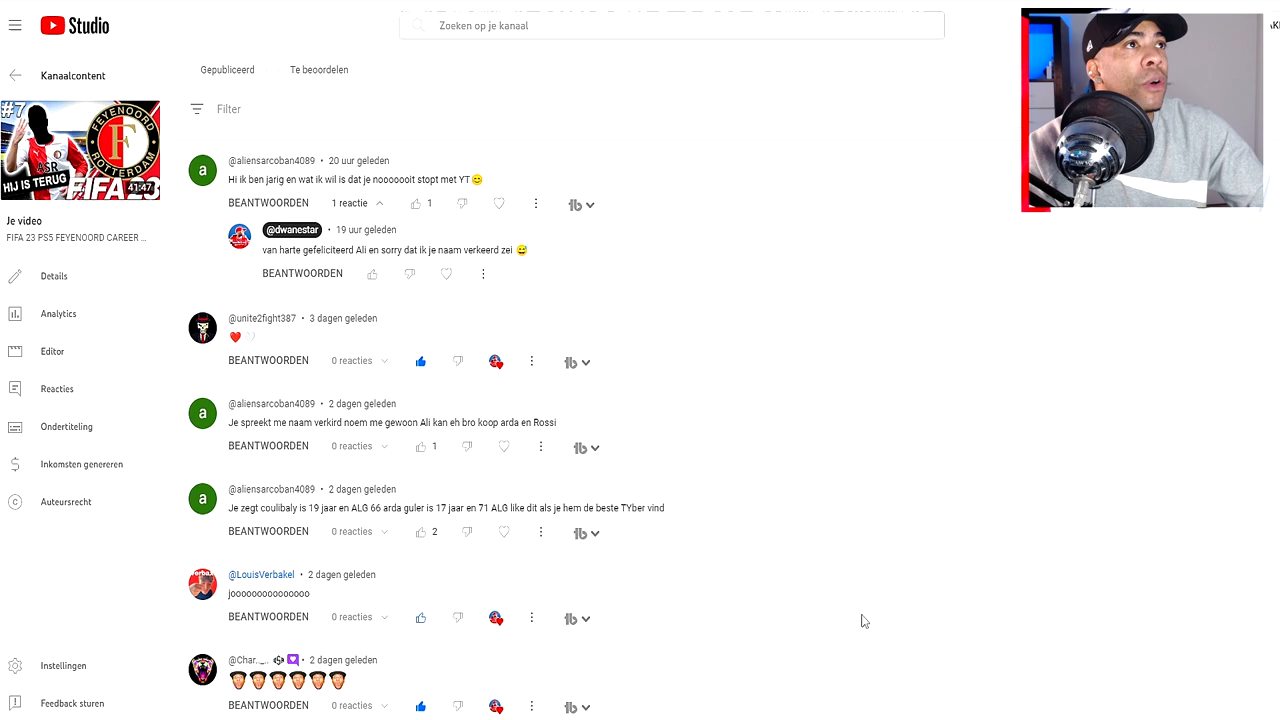 Studio
Zoeken op je kanaal
Kanaalcontent
Gepubliceerd
Te beoordelen
Filter
#7
FEYENOORD
ROTTERDAM
F
ASR
HIJ IS TERUG
FIFA 23
41:47
Je video
FIFA 23 PS5 FEYENOORD CAREER ...
Details
Analytics
Editor
Reacties
Ondertiteling
Inkomsten genereren
Auteursrecht
Instellingen
Feedback sturen
a
@aliensarcoban4089 • 20 uur geleden
Hi ik ben jarig en wat ik wil is dat je nooooooit stopt met YT😊
BEANTWOORDEN 1 reactie 1
@dwanestar • 19 uur geleden
van harte gefeliciteerd Ali en sorry dat ik je naam verkeerd zei 😅
BEANTWOORDEN
@unite2fight387 • 3 dagen geleden
❤️🤍
BEANTWOORDEN 0 reacties
a
@aliensarcoban4089 • 2 dagen geleden
Je spreekt me naam verkird noem me gewoon Ali kan eh bro koop arda en Rossi
BEANTWOORDEN 0 reacties 1
a
@aliensarcoban4089 • 2 dagen geleden
Je zegt coulibaly is 19 jaar en ALG 66 arda guler is 17 jaar en 71 ALG like dit als je hem de beste TYber vind
BEANTWOORDEN 0 reacties 2
@LouisVerbakel • 2 dagen geleden
jooooooooooooooo
BEANTWOORDEN 0 reacties
@Char.._.. • 2 dagen geleden
BEANTWOORDEN 0 reacties